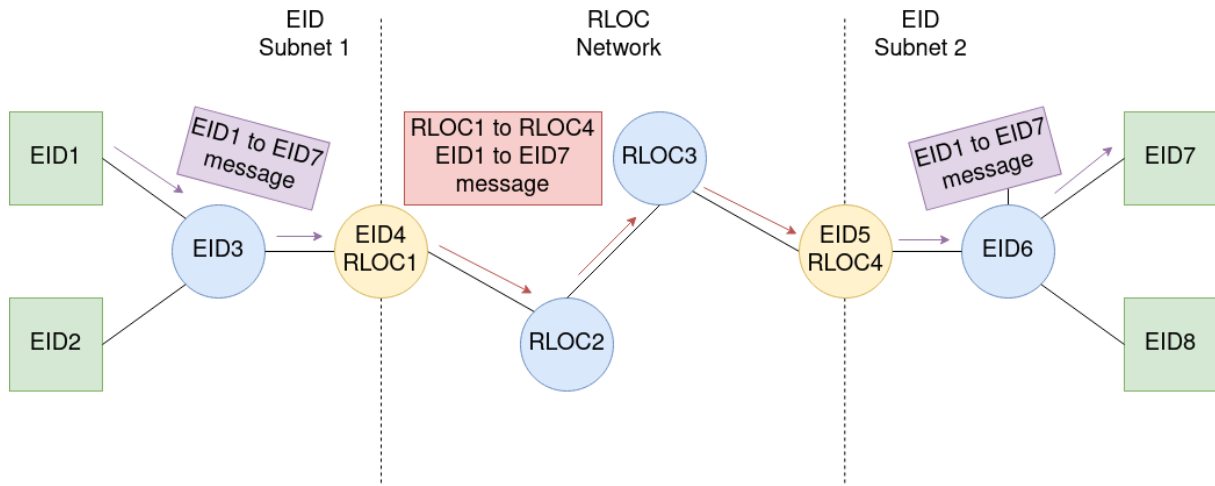 EID
Subnet 1
RLOC
Network
EID
Subnet 2
EID1
EID1 to EID7
message
RLOC1 to RLOC4
EID1 to EID7
message
RLOC3
EID1 to EID7
message
EID7
EID3
EID4
RLOC1
EID5
RLOC4
EID6
EID2
RLOC2
EID8